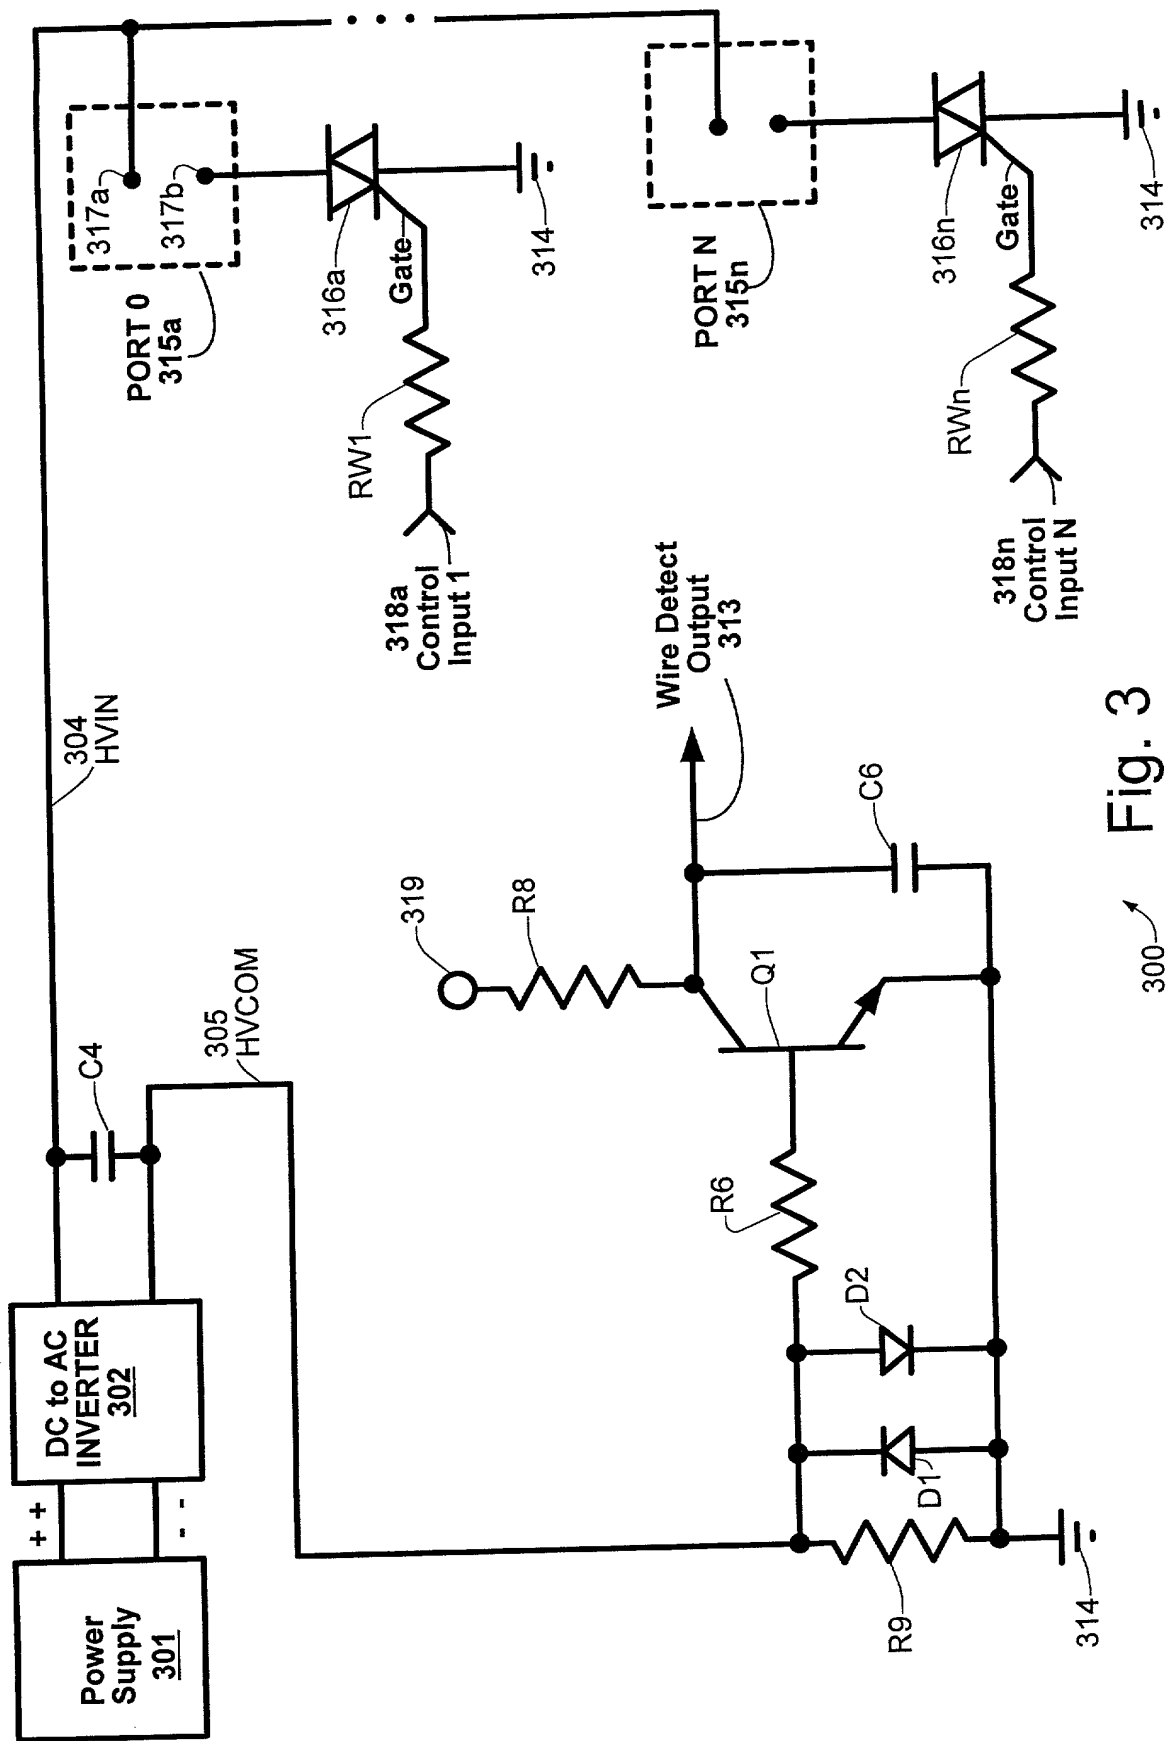 Power
Supply
301
++
- -
DC to AC
INVERTER
302
C4
305
HVCOM
304
HVIN
PORT 0
315a
317a
317b
316a
Gate
RW1
318a
Control
Input 1
314
PORT N
315n
316n
Gate
RWn
318n
Control
Input N
314
319
R8
Wire Detect
Output
313
Q1
C6
R6
D2
D1
R9
314
300
Fig. 3